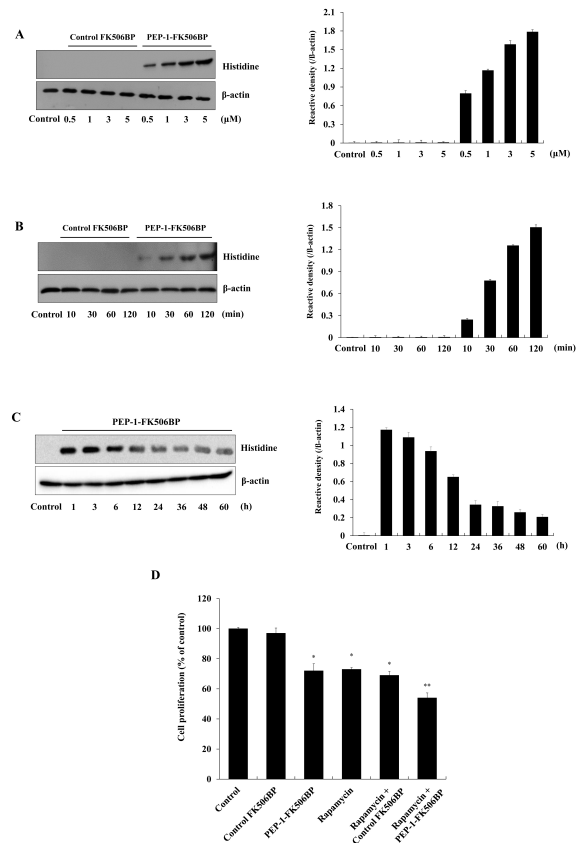 A
Control FK506BP PEP-1-FK506BP
Histidine
β-actin
Control 0.5 1 3 5 0.5 1 3 5 (μM)
Reactive density (/ß-actin)
2.1
1.8
1.5
1.2
0.9
0.6
0.3
0
Control 0.5 1 3 5 0.5 1 3 5 (μM)
B
Control FK506BP PEP-1-FK506BP
Histidine
β-actin
Control 10 30 60 120 10 30 60 120 (min)
Reactive density (/ß-actin)
1.8
1.5
1.2
0.9
0.6
0.3
0
Control 10 30 60 120 10 30 60 120 (min)
C
PEP-1-FK506BP
Histidine
β-actin
Control 1 3 6 12 24 36 48 60 (h)
Reactive density (/ß-actin)
1.4
1.2
1
0.8
0.6
0.4
0.2
0
Control 1 3 6 12 24 36 48 60 (h)
D
Cell proliferation (% of control)
120
100
80
60
40
20
0
* * * **
Control
Control FK506BP
PEP-1-FK506BP
Rapamycin
Rapamycin +
Control FK506BP
Rapamycin +
PEP-1-FK506BP